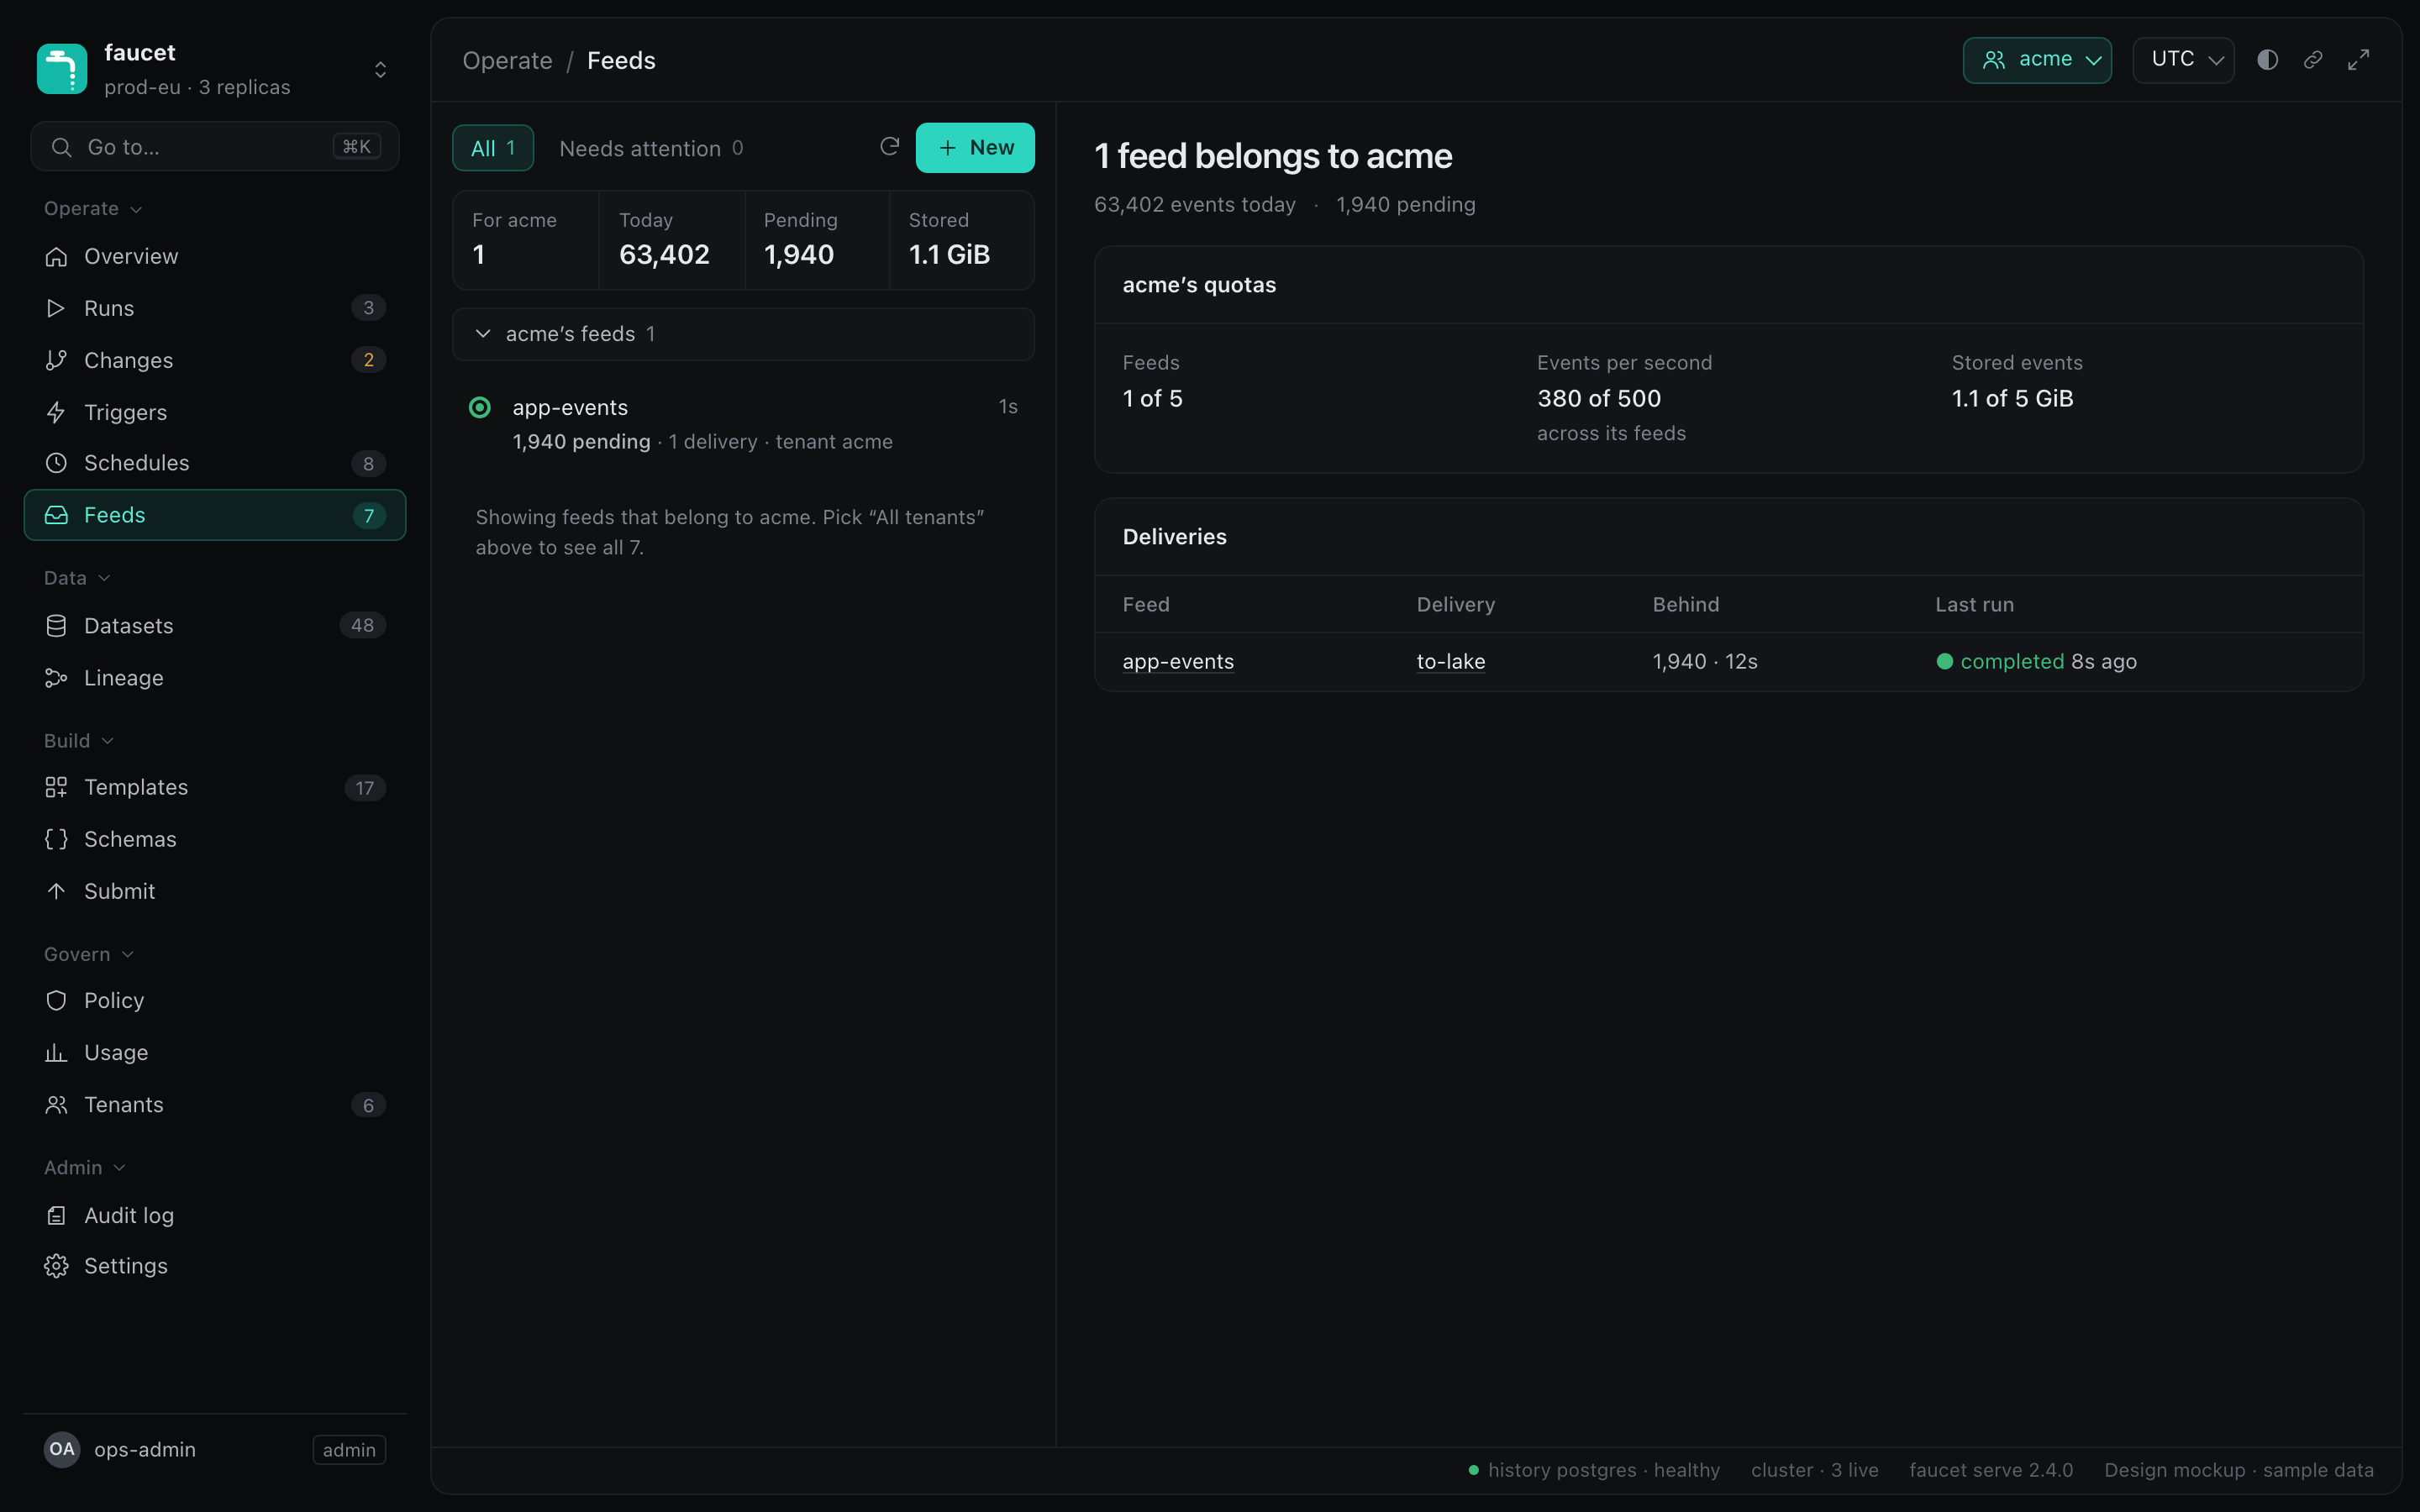 faucet
prod-eu · 3 replicas
Go to...
⌘K
Operate
Overview
Runs 3
Changes 2
Triggers
Schedules 8
Feeds 7
Data
Datasets 48
Lineage
Build
Templates 17
Schemas
Submit
Govern
Policy
Usage
Tenants 6
Admin
Audit log
Settings
OA ops-admin admin
Operate / Feeds
acme
UTC
All 1
Needs attention 0
New
For acme
1
Today
63,402
Pending
1,940
Stored
1.1 GiB
acme’s feeds 1
app-events 1s
1,940 pending · 1 delivery · tenant acme
Showing feeds that belong to acme. Pick “All tenants”
above to see all 7.
1 feed belongs to acme
63,402 events today · 1,940 pending
acme’s quotas
Feeds
1 of 5
Events per second
380 of 500
across its feeds
Stored events
1.1 of 5 GiB
Deliveries
Feed Delivery Behind Last run
app-events to-lake 1,940 · 12s completed 8s ago
history postgres · healthy cluster · 3 live faucet serve 2.4.0 Design mockup · sample data